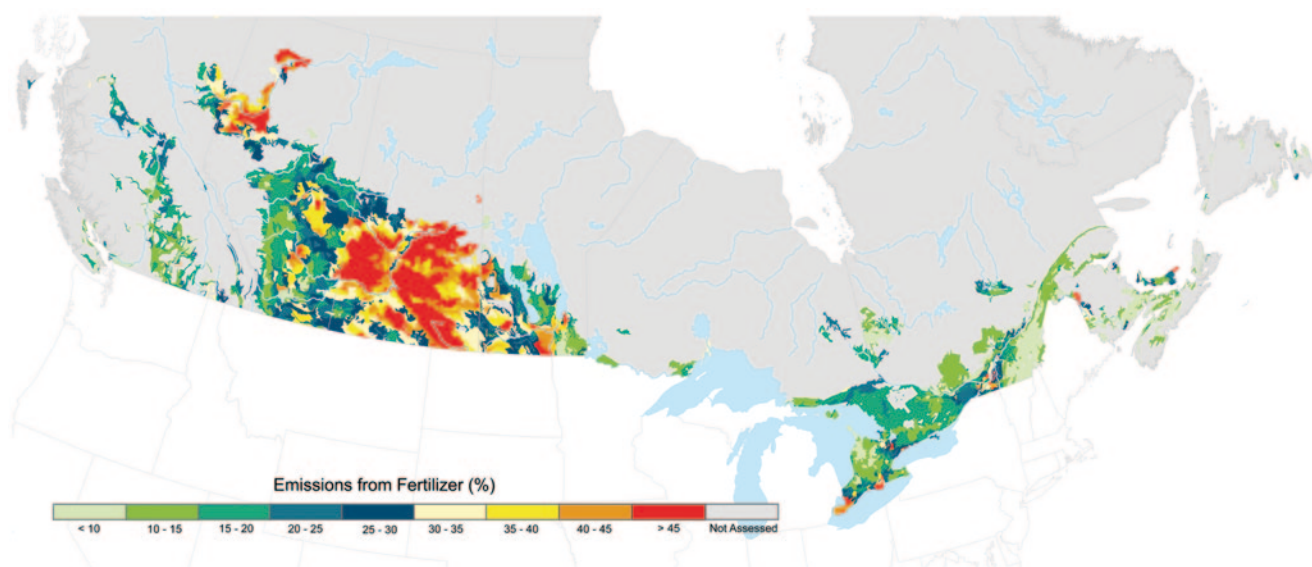 Emissions from Fertilizer (%)
< 10 10 - 15 15 - 20 20 - 25 25 - 30 30 - 35 35 - 40 40 - 45 > 45 Not Assessed